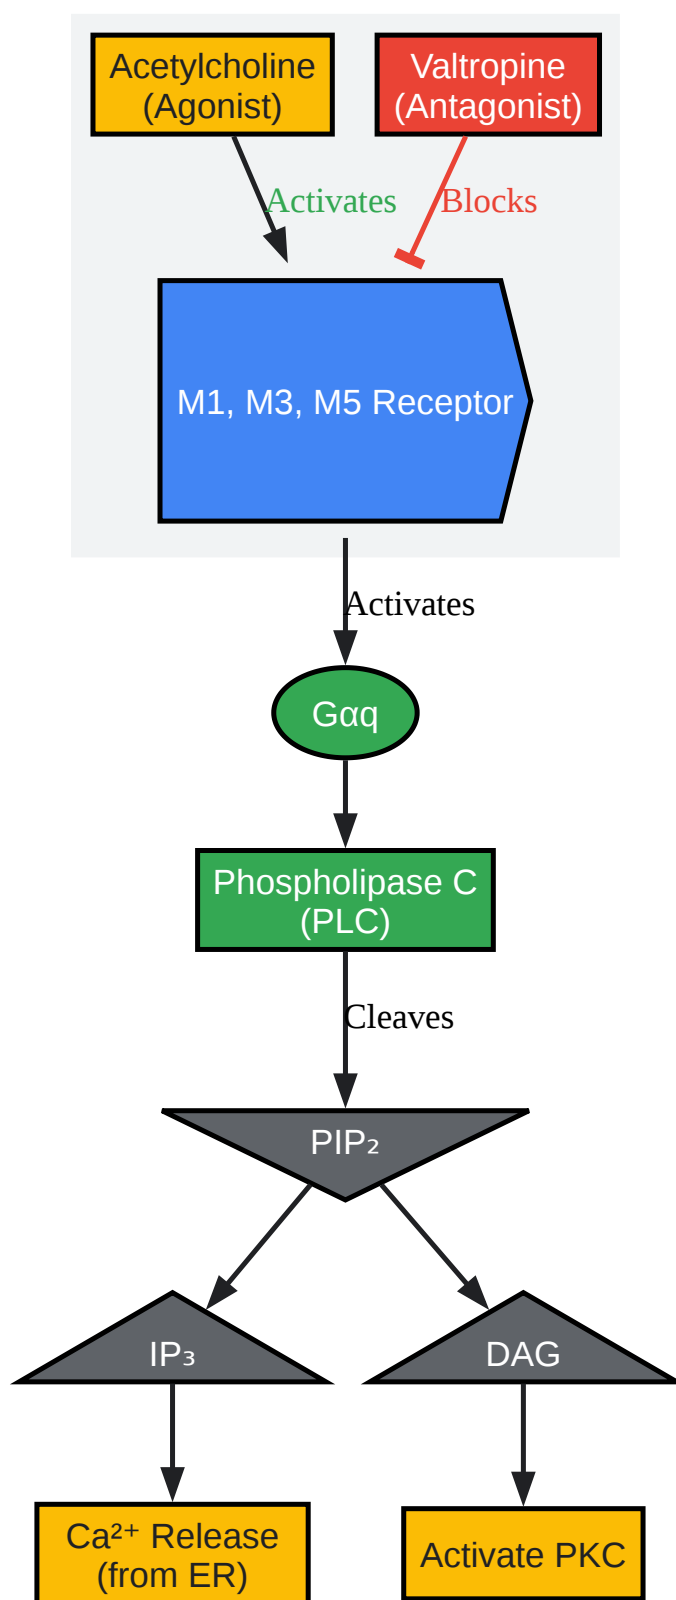 Acetylcholine
(Agonist)
Valtropine
(Antagonist)
Activates
Blocks
M1, M3, M5 Receptor
Activates
Gαq
Phospholipase C
(PLC)
Cleaves
PIP₂
IP₃
DAG
Ca²⁺ Release
(from ER)
Activate PKC